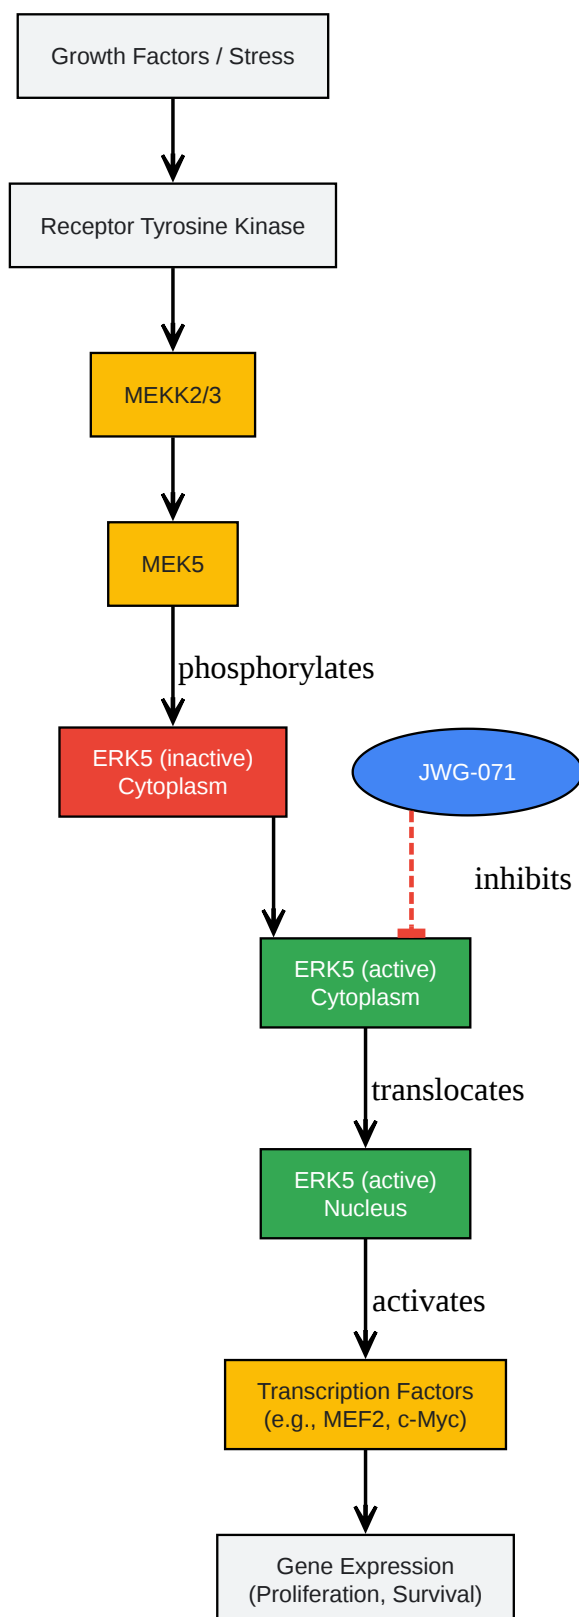 Growth Factors / Stress
Receptor Tyrosine Kinase
MEKK2/3
MEK5
phosphorylates
ERK5 (inactive)
Cytoplasm
JWG-071
inhibits
ERK5 (active)
Cytoplasm
translocates
ERK5 (active)
Nucleus
activates
Transcription Factors
(e.g., MEF2, c-Myc)
Gene Expression
(Proliferation, Survival)